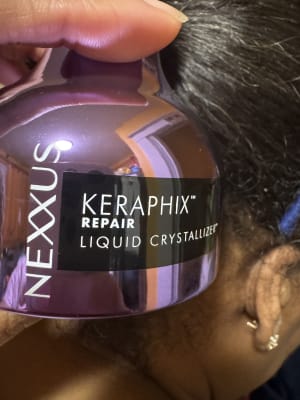 NEXXUS
KERAPHIX™
REPAIR
LIQUID CRYSTALLIZER™